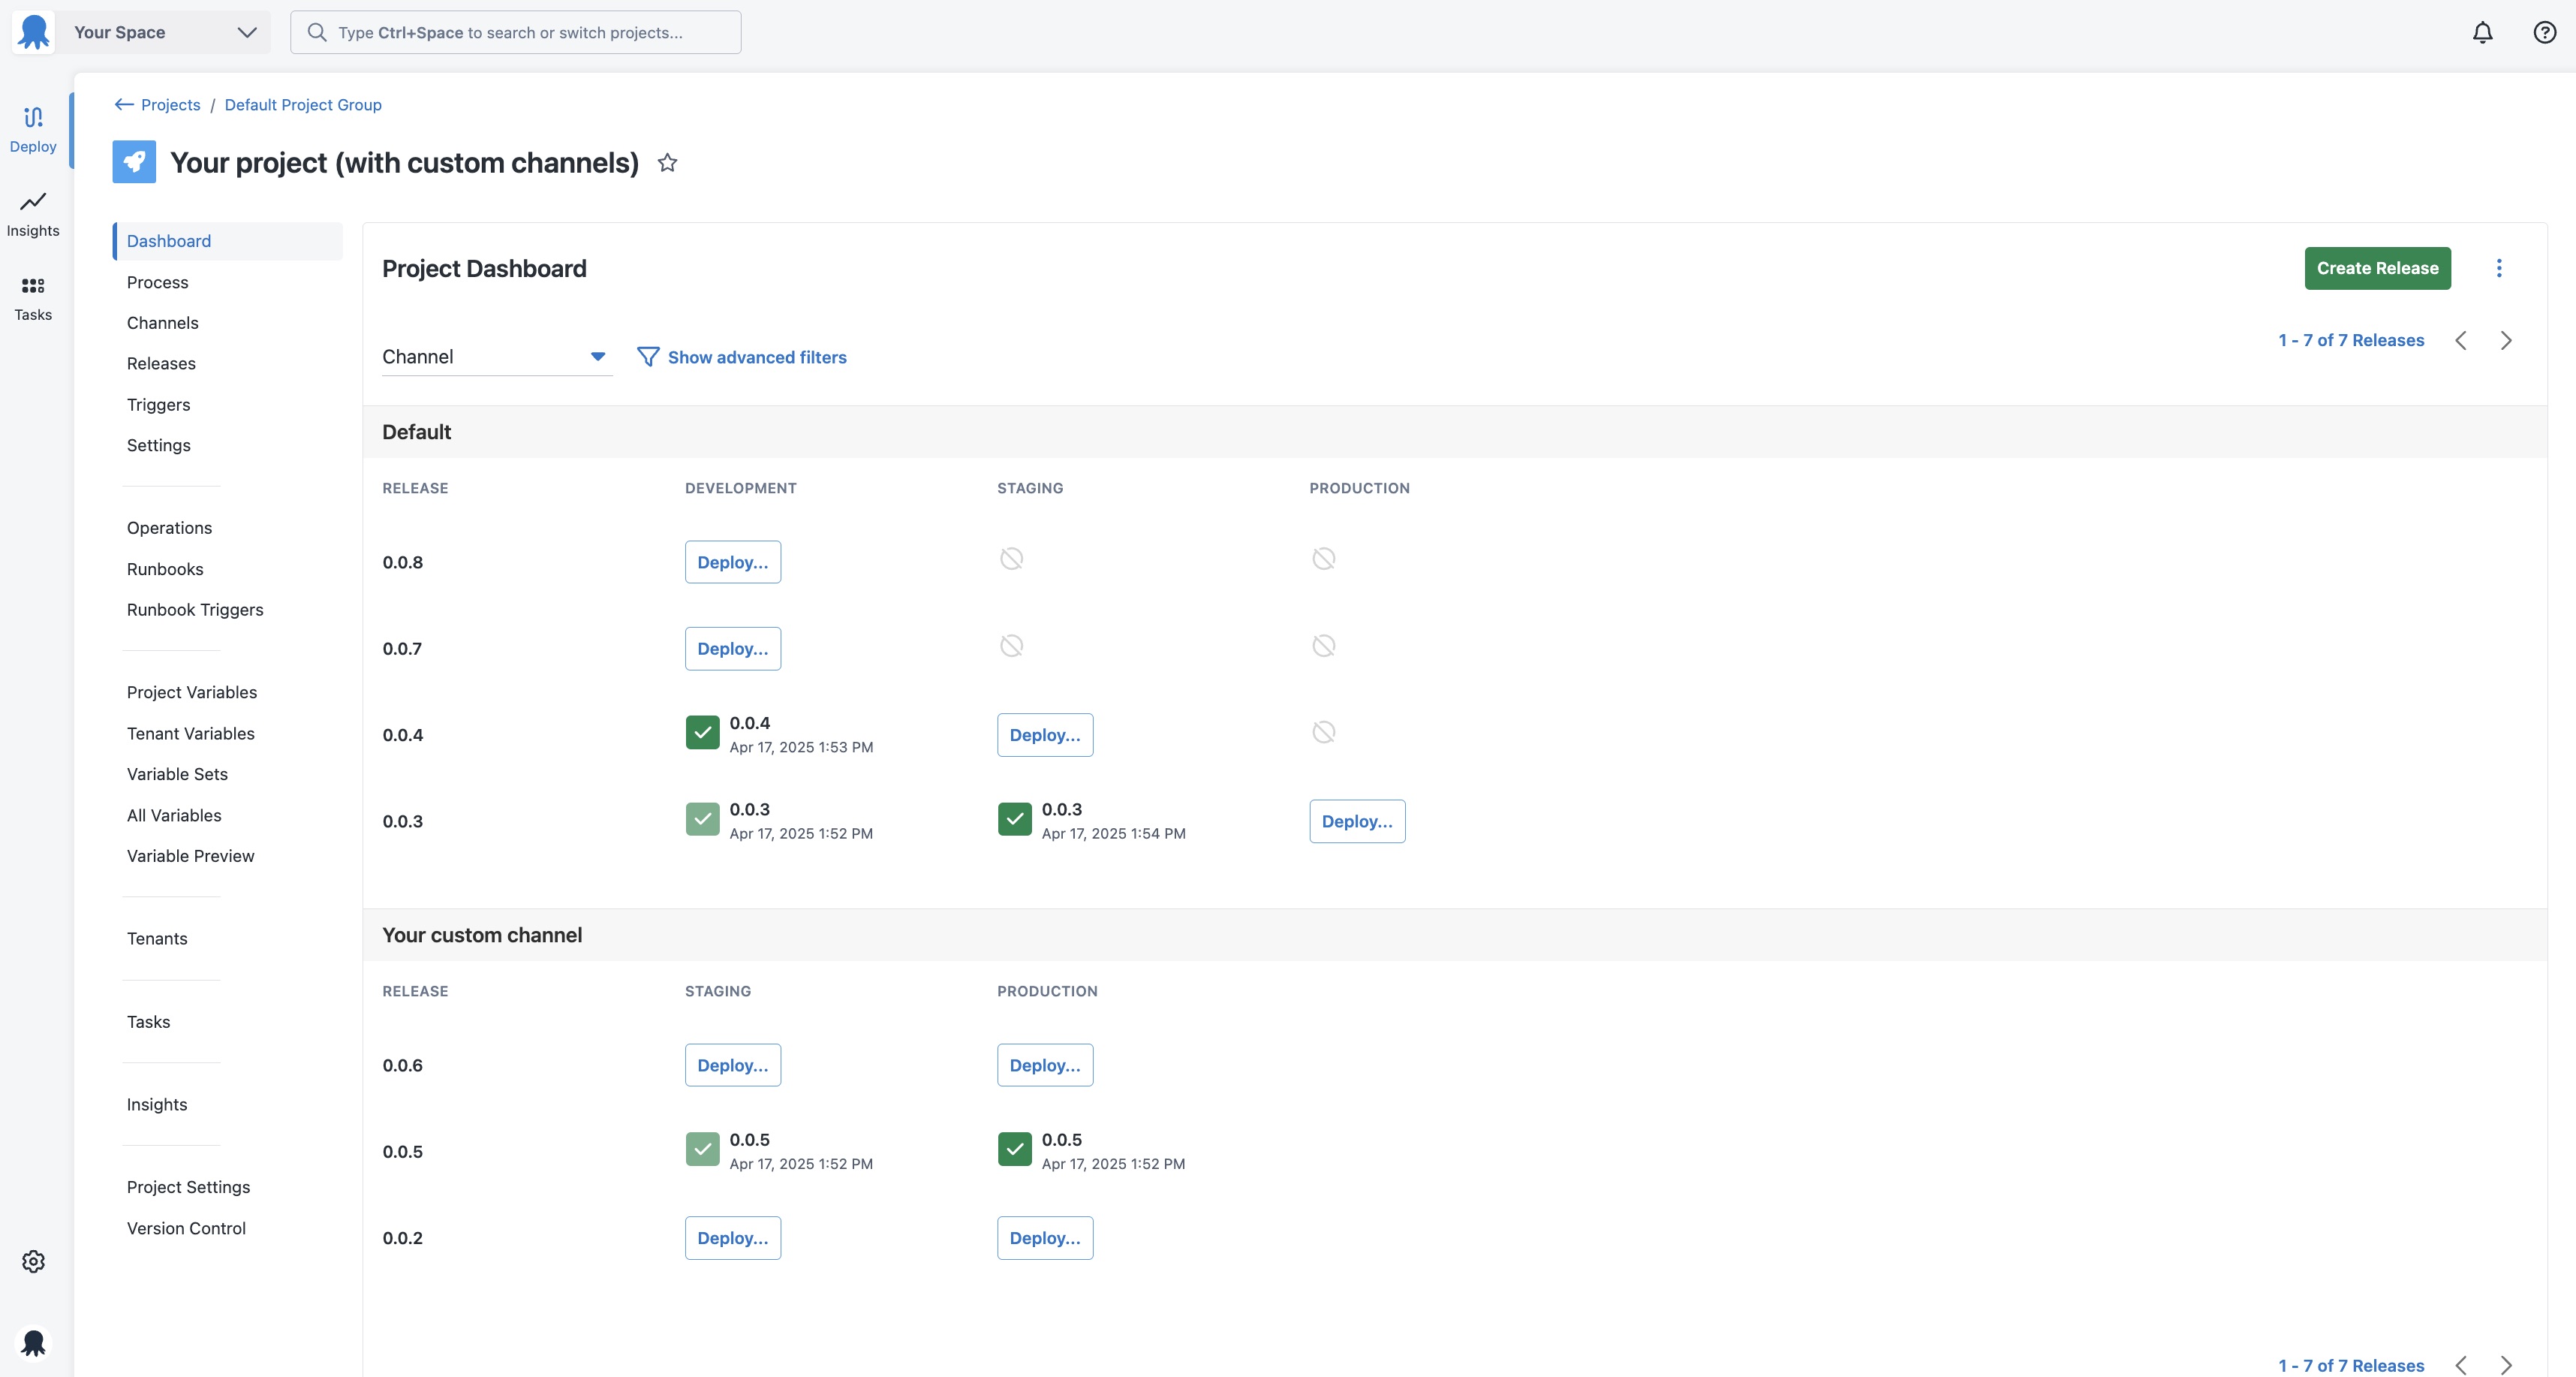 Your Space
Type Ctrl+Space to search or switch projects...
Deploy
Insights
Tasks
Projects / Default Project Group
Your project (with custom channels)
Dashboard
Process
Channels
Releases
Triggers
Settings
Operations
Runbooks
Runbook Triggers
Project Variables
Tenant Variables
Variable Sets
All Variables
Variable Preview
Tenants
Tasks
Insights
Project Settings
Version Control
Project Dashboard
Create Release
Channel
Show advanced filters
1 - 7 of 7 Releases
Default
RELEASE DEVELOPMENT STAGING PRODUCTION
0.0.8 Deploy...
0.0.7 Deploy...
0.0.4 0.0.4 Deploy...
Apr 17, 2025 1:53 PM
0.0.3 0.0.3 0.0.3 Deploy...
Apr 17, 2025 1:52 PM Apr 17, 2025 1:54 PM
Your custom channel
RELEASE STAGING PRODUCTION
0.0.6 Deploy... Deploy...
0.0.5 0.0.5 0.0.5
Apr 17, 2025 1:52 PM Apr 17, 2025 1:52 PM
0.0.2 Deploy... Deploy...
1 - 7 of 7 Releases